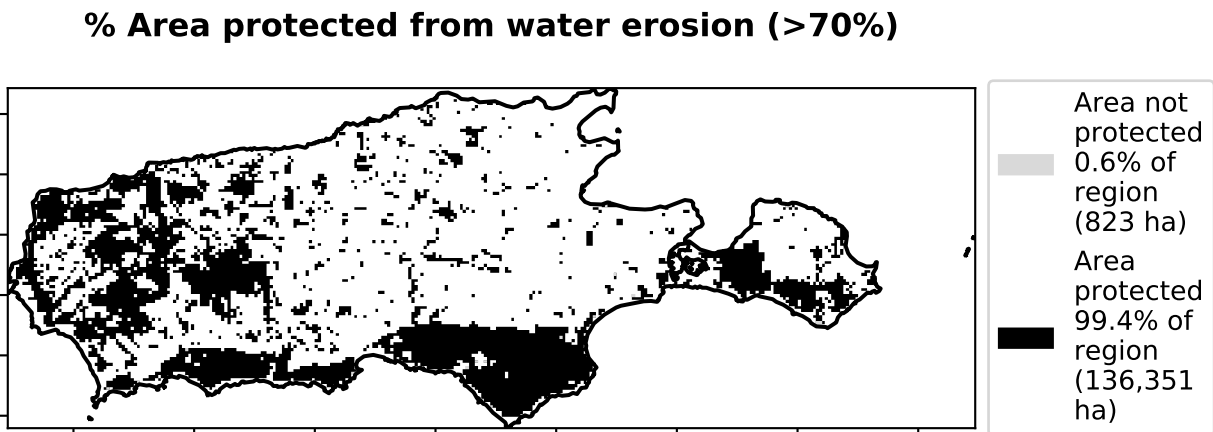 % Area protected from water erosion (>70%)
Area not
protected
0.6% of
region
(823 ha)
Area
protected
99.4% of
region
(136,351
ha)